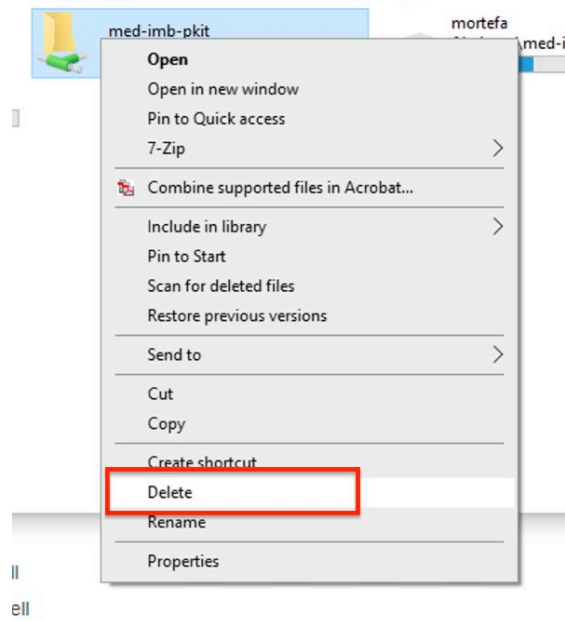 med-imb-pkit
mortefa
\med-i
Open
Open in new window
Pin to Quick access
7-Zip
Combine supported files in Acrobat...
Include in library
Pin to Start
Scan for deleted files
Restore previous versions
Send to
Cut
Copy
Create shortcut
Delete
Rename
Properties
ell